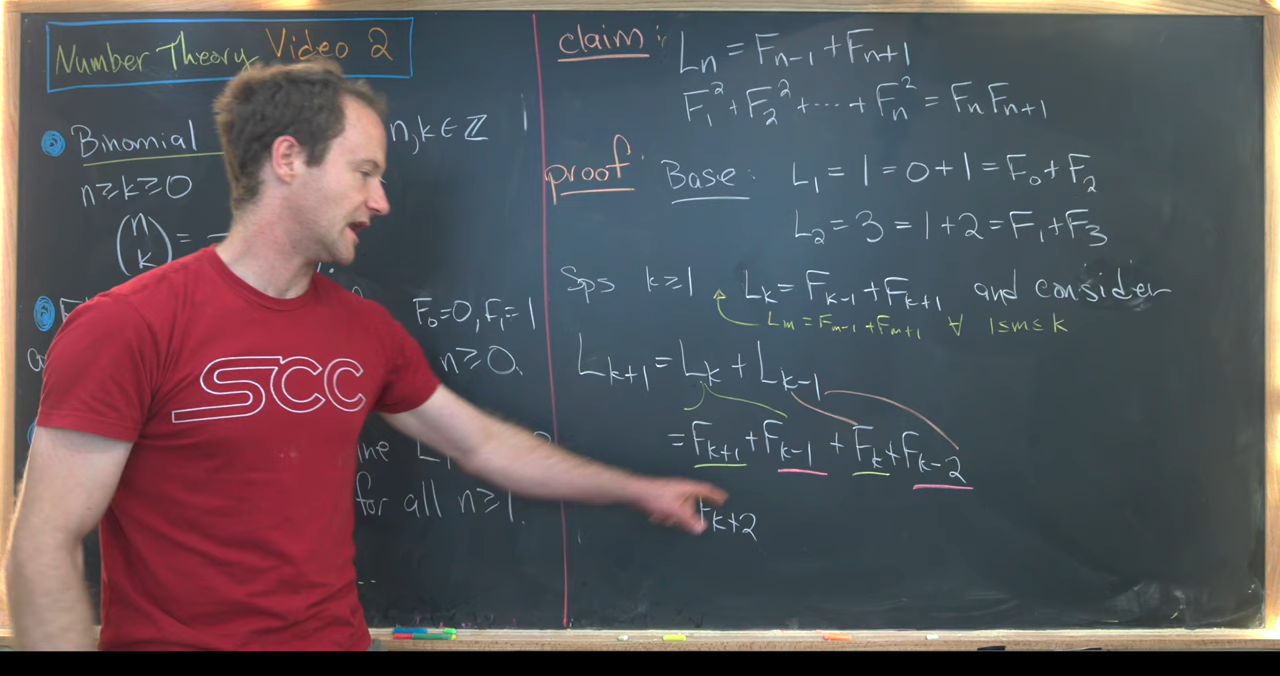 Number Theory Video 2
Binomial n,k ∈ ℤ
n ≥ k ≥ 0
(n k) =
F₀=0, F₁=1
n ≥ 0.
for all n ≥ 1.
SCC
claim: Lₙ = Fₙ₋₁ + Fₙ₊₁
F₁² + F₂² + ···· + Fₙ² = FₙFₙ₊₁
proof: Base: L₁ = 1 = 0 + 1 = F₀ + F₂
L₂ = 3 = 1 + 2 = F₁ + F₃
Sps k ≥ 1 Lₖ = Fₖ₋₁ + Fₖ₊₁ and consider
Lₘ = Fₘ₋₁ + Fₘ₊₁ ∀ 1 ≤ m ≤ k
Lₖ₊₁ = Lₖ + Lₖ₋₁
= Fₖ₊₁ + Fₖ₋₁ + Fₖ + Fₖ₋₂
Fₖ₊₂